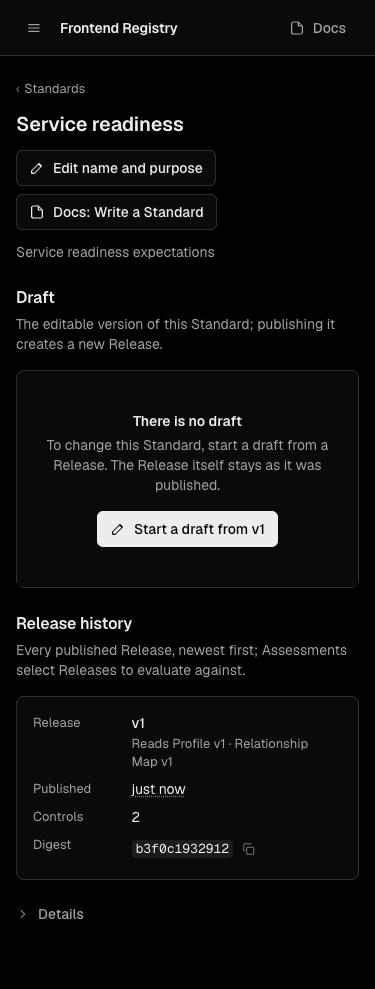 Frontend Registry
Docs
‹ Standards
Service readiness
Edit name and purpose
Docs: Write a Standard
Service readiness expectations
Draft
The editable version of this Standard; publishing it
creates a new Release.
There is no draft
To change this Standard, start a draft from a
Release. The Release itself stays as it was
published.
Start a draft from v1
Release history
Every published Release, newest first; Assessments
select Releases to evaluate against.
Release v1
Reads Profile v1 · Relationship
Map v1
Published just now
Controls 2
Digest b3f0c1932912
Details